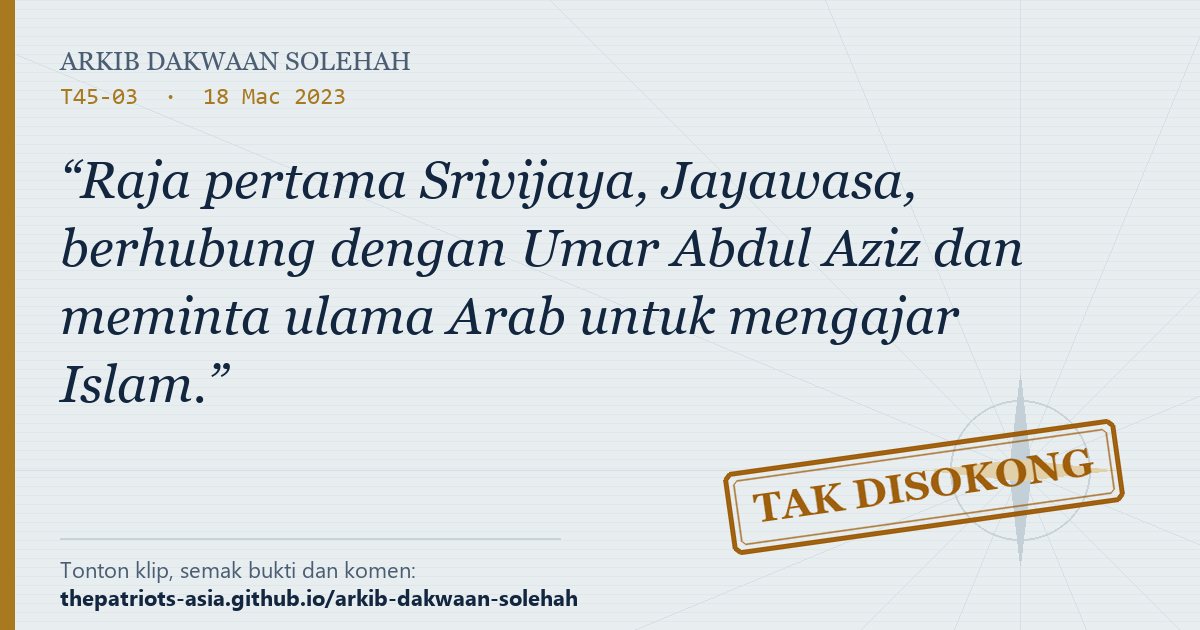 ARKIB DAKWAAN SOLEHAH
T45-03 · 18 Mac 2023
“Raja pertama Srivijaya, Jayawasa,
berhubung dengan Umar Abdul Aziz dan
meminta ulama Arab untuk mengajar
Islam.”
TAK DISOKONG
Tonton klip, semak bukti dan komen:
thepatriots-asia.github.io/arkib-dakwaan-solehah